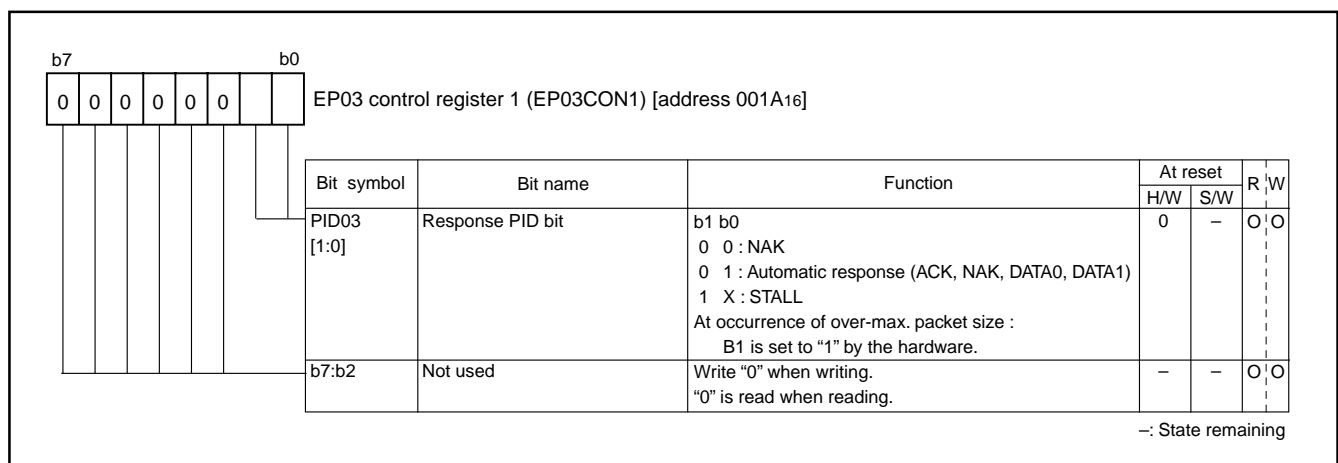 b7 b0
0 0 0 0 0 0 EP03 control register 1 (EP03CON1) [address 001A16]
Bit symbol Bit name Function At reset R W
H/W S/W
PID03 Response PID bit b1 b0 0 – O O
[1:0] 0 0 : NAK
0 1 : Automatic response (ACK, NAK, DATA0, DATA1)
1 X : STALL
At occurrence of over-max. packet size :
B1 is set to “1” by the hardware.
b7:b2 Not used Write “0” when writing. – – O O
“0” is read when reading.
–: State remaining